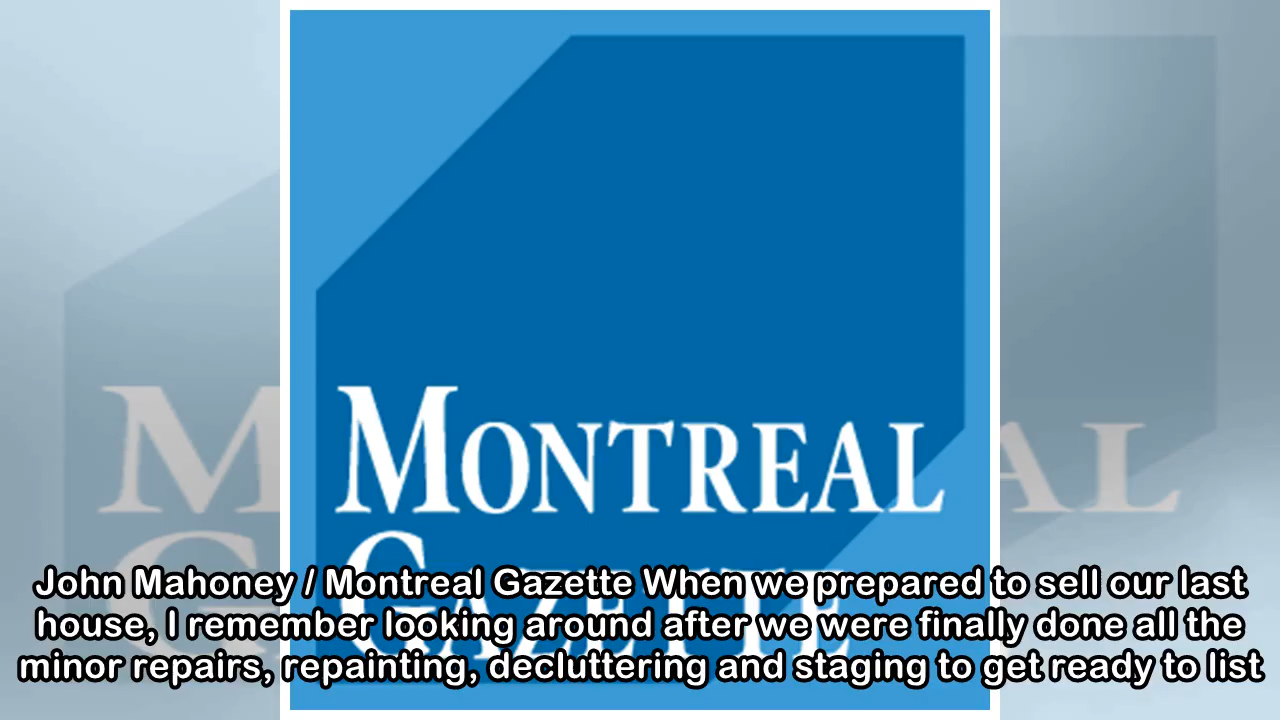 MONTREAL
GAZETTE
John Mahoney / Montreal Gazette When we prepared to sell our last
house, I remember looking around after we were finally done all the
minor repairs, repainting, decluttering and staging to get ready to list